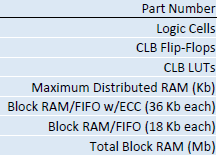 Part Number
Logic Cells
CLB Flip-Flops
CLB LUTs
Maximum Distributed RAM (Kb)
Block RAM/FIFO w/ECC (36 Kb each)
Block RAM/FIFO (18 Kb each)
Total Block RAM (Mb)